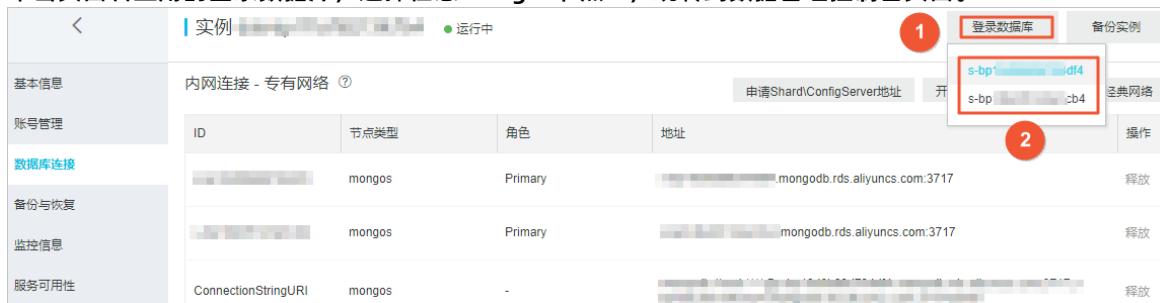 实例 运行中 1 登录数据库 备份实例
s-bp1 df4
s-bp cb4
2
基本信息
账号管理
数据库连接
备份与恢复
监控信息
服务可用性
内网连接 - 专有网络 ? 申请Shard\ConfigServer地址 开 经典网络
ID 节点类型 角色 地址 操作
mongos Primary .mongodb.rds.aliyuncs.com:3717 释放
mongos Primary mongodb.rds.aliyuncs.com:3717 释放
ConnectionStringURI mongos - 释放